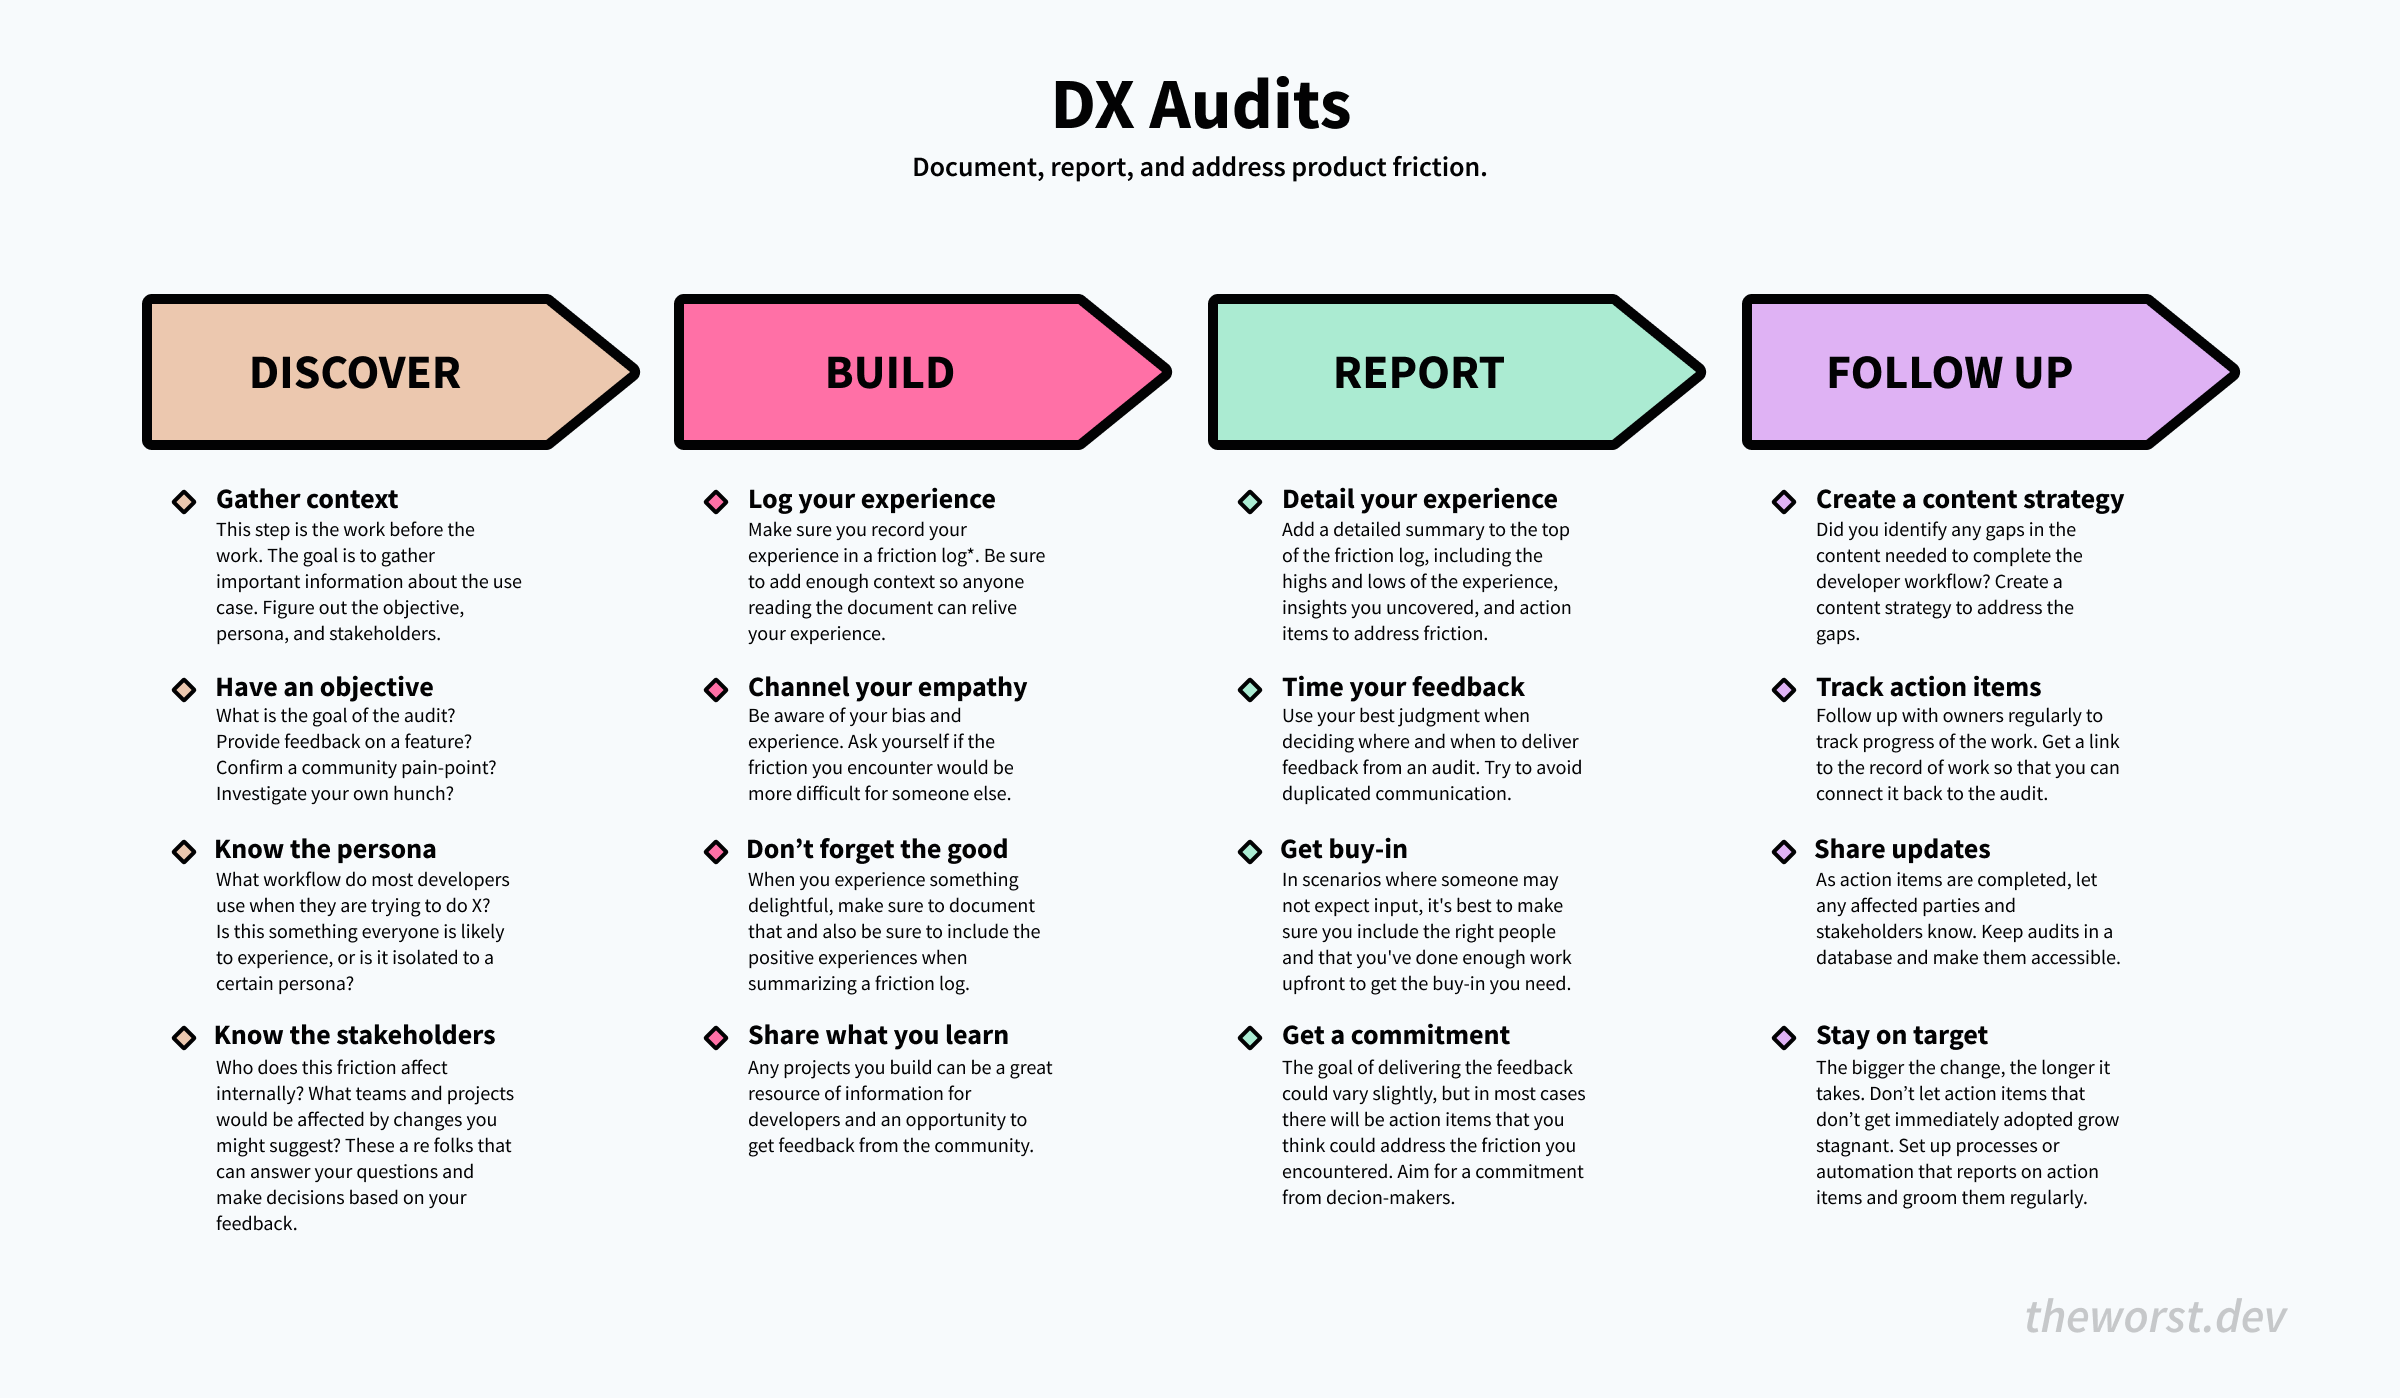 DX Audits
Document, report, and address product friction.
DISCOVER
Gather context
This step is the work before the
work. The goal is to gather
important information about the use
case. Figure out the objective,
persona, and stakeholders.
Have an objective
What is the goal of the audit?
Provide feedback on a feature?
Confirm a community pain-point?
Investigate your own hunch?
Know the persona
What workflow do most developers
use when they are trying to do X?
Is this something everyone is likely
to experience, or is it isolated to a
certain persona?
Know the stakeholders
Who does this friction affect
internally? What teams and projects
would be affected by changes you
might suggest? These a re folks that
can answer your questions and
make decisions based on your
feedback.
BUILD
Log your experience
Make sure you record your
experience in a friction log*. Be sure
to add enough context so anyone
reading the document can relive
your experience.
Channel your empathy
Be aware of your bias and
experience. Ask yourself if the
friction you encounter would be
more difficult for someone else.
Don’t forget the good
When you experience something
delightful, make sure to document
that and also be sure to include the
positive experiences when
summarizing a friction log.
Share what you learn
Any projects you build can be a great
resource of information for
developers and an opportunity to
get feedback from the community.
REPORT
Detail your experience
Add a detailed summary to the top
of the friction log, including the
highs and lows of the experience,
insights you uncovered, and action
items to address friction.
Time your feedback
Use your best judgment when
deciding where and when to deliver
feedback from an audit. Try to avoid
duplicated communication.
Get buy-in
In scenarios where someone may
not expect input, it's best to make
sure you include the right people
and that you've done enough work
upfront to get the buy-in you need.
Get a commitment
The goal of delivering the feedback
could vary slightly, but in most cases
there will be action items that you
think could address the friction you
encountered. Aim for a commitment
from decion-makers.
FOLLOW UP
Create a content strategy
Did you identify any gaps in the
content needed to complete the
developer workflow? Create a
content strategy to address the
gaps.
Track action items
Follow up with owners regularly to
track progress of the work. Get a link
to the record of work so that you can
connect it back to the audit.
Share updates
As action items are completed, let
any affected parties and
stakeholders know. Keep audits in a
database and make them accessible.
Stay on target
The bigger the change, the longer it
takes. Don’t let action items that
don’t get immediately adopted grow
stagnant. Set up processes or
automation that reports on action
items and groom them regularly.
theworst.dev